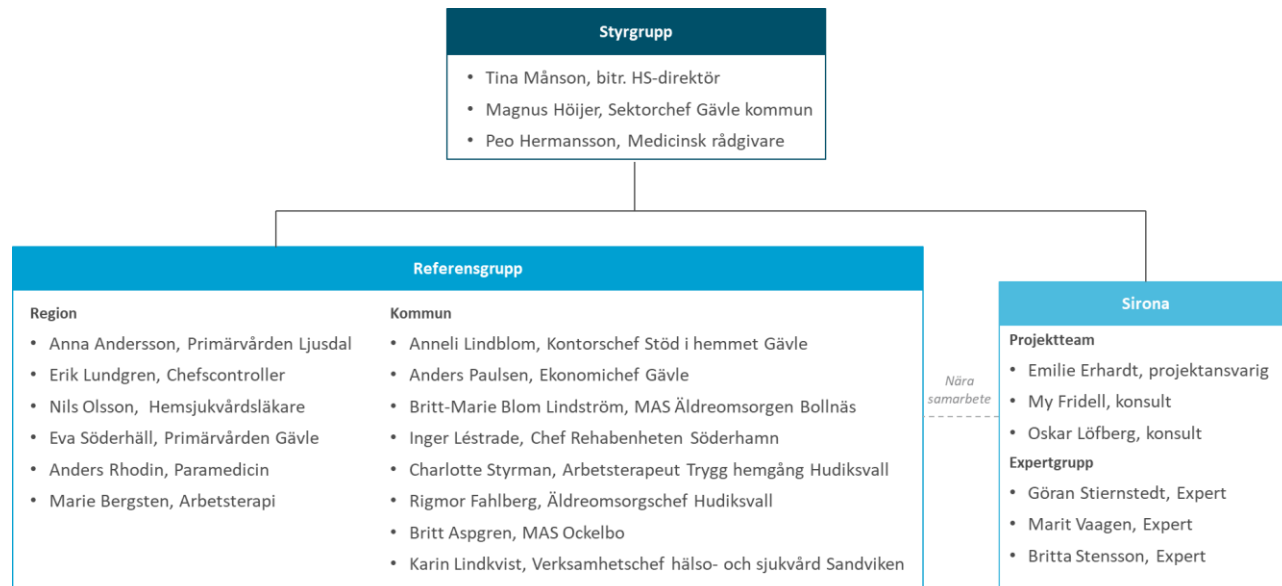 Styrgrupp
• Tina Månson, bitr. HS-direktör
• Magnus Höijer, Sektorchef Gävle kommun
• Peo Hermansson, Medicinsk rådgivare
Referensgrupp
Region
• Anna Andersson, Primärvården Ljusdal
• Erik Lundgren, Chefscontroller
• Nils Olsson, Hemsjukvårdsläkare
• Eva Söderhäll, Primärvården Gävle
• Anders Rhodin, Paramedicin
• Marie Bergsten, Arbetsterapi
Kommun
• Anneli Lindblom, Kontorschef Stöd i hemmet Gävle
• Anders Paulsen, Ekonomichef Gävle
• Britt-Marie Blom Lindström, MAS Äldreomsorgen Bollnäs
• Inger Léstrade, Chef Rehabenheten Söderhamn
• Charlotte Styrman, Arbetsterapeut Trygg hemgång Hudiksvall
• Rigmor Fahlberg, Äldreomsorgschef Hudiksvall
• Britt Aspgren, MAS Ockelbo
• Karin Lindkvist, Verksamhetschef hälso- och sjukvård Sandviken
Nära
samarbete
Sirona
Projektteam
• Emilie Erhardt, projektansvarig
• My Fridell, konsult
• Oskar Löfberg, konsult
Expertgrupp
• Göran Stiernstedt, Expert
• Marit Vaagen, Expert
• Britta Stensson, Expert